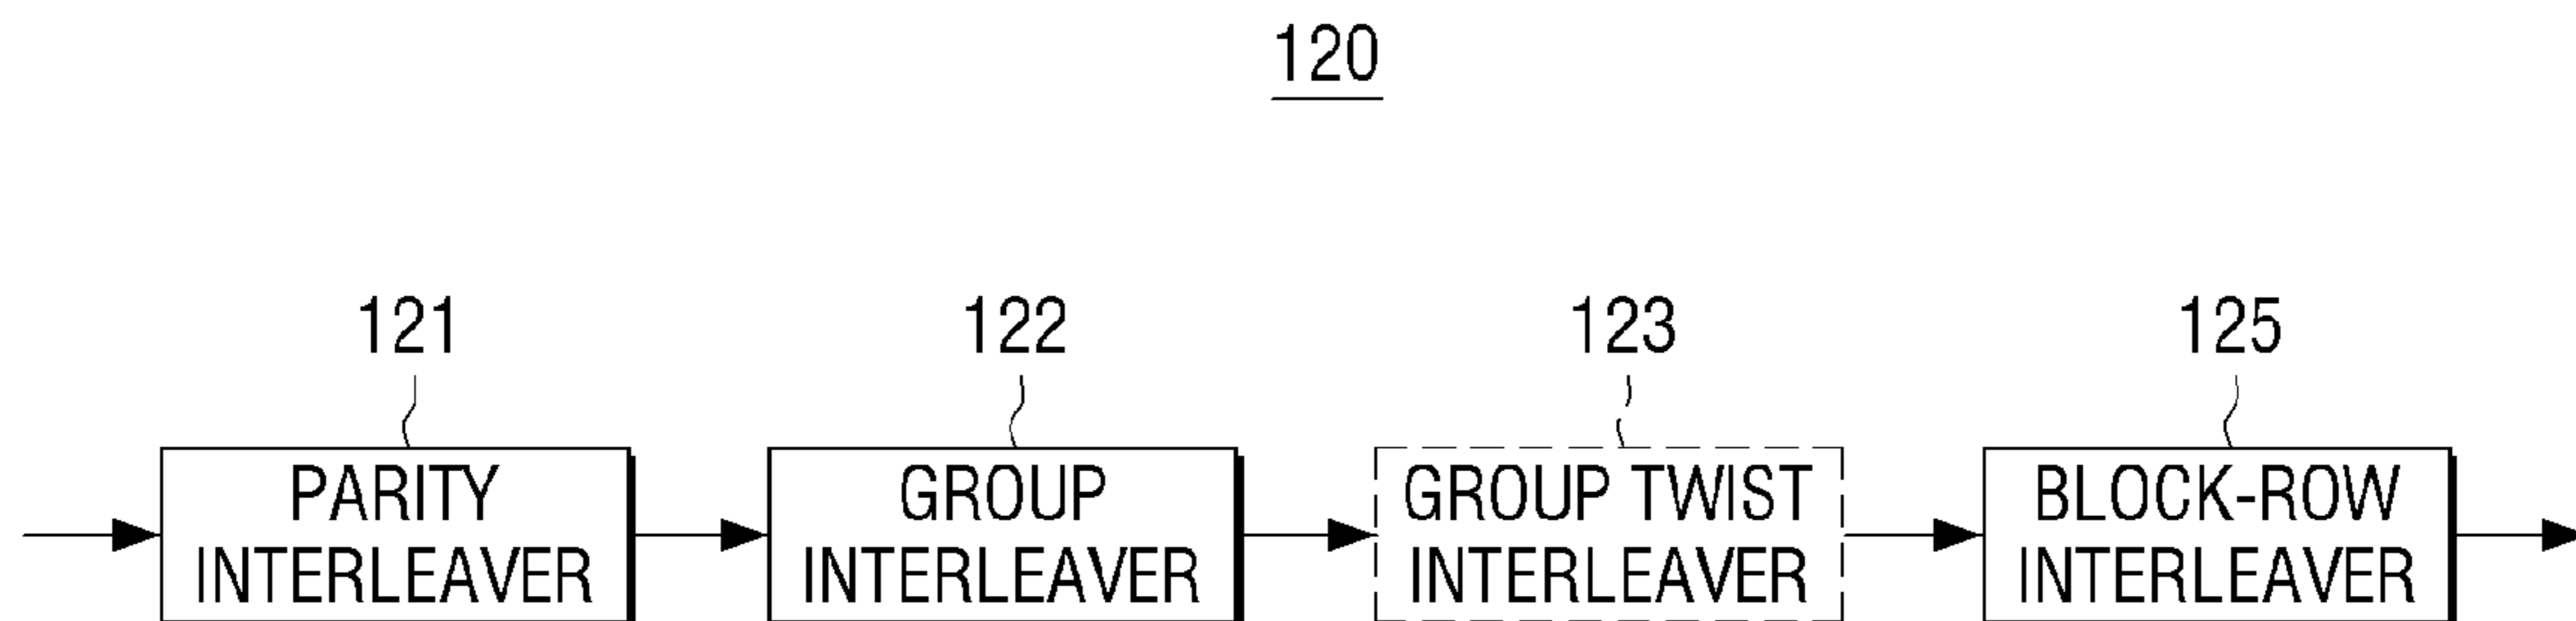 120
121
122
123
125
PARITY
INTERLEAVER
GROUP
INTERLEAVER
GROUP TWIST
INTERLEAVER
BLOCK-ROW
INTERLEAVER